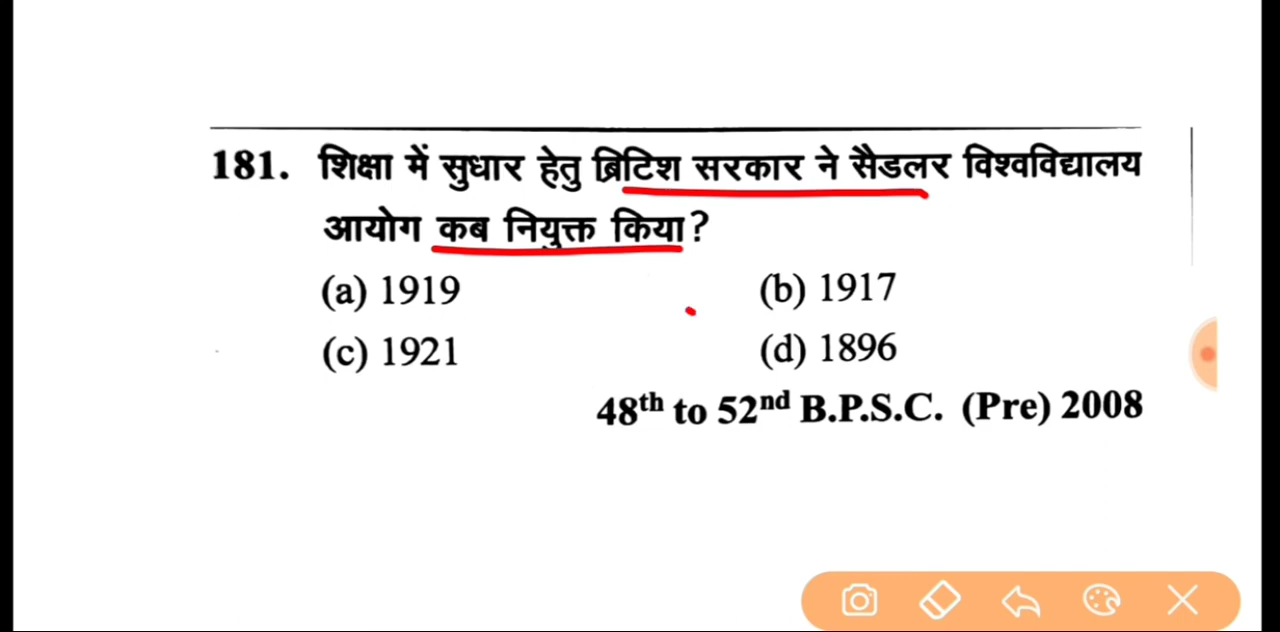 181. शिक्षा में सुधार हेतु ब्रिटिश सरकार ने सैडलर विश्वविद्यालय
आयोग कब नियुक्त किया?
(a) 1919 (b) 1917
(c) 1921 (d) 1896
48th to 52nd B.P.S.C. (Pre) 2008